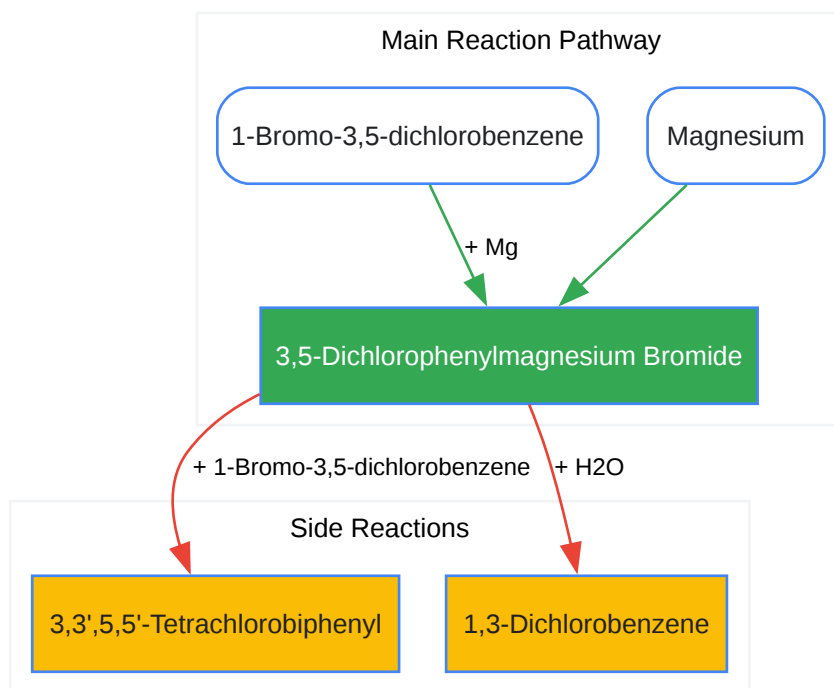 Main Reaction Pathway
1-Bromo-3,5-dichlorobenzene
Magnesium
+ Mg
3,5-Dichlorophenylmagnesium Bromide
+ 1-Bromo-3,5-dichlorobenzene
+ H2O
Side Reactions
3,3',5,5'-Tetrachlorobiphenyl
1,3-Dichlorobenzene